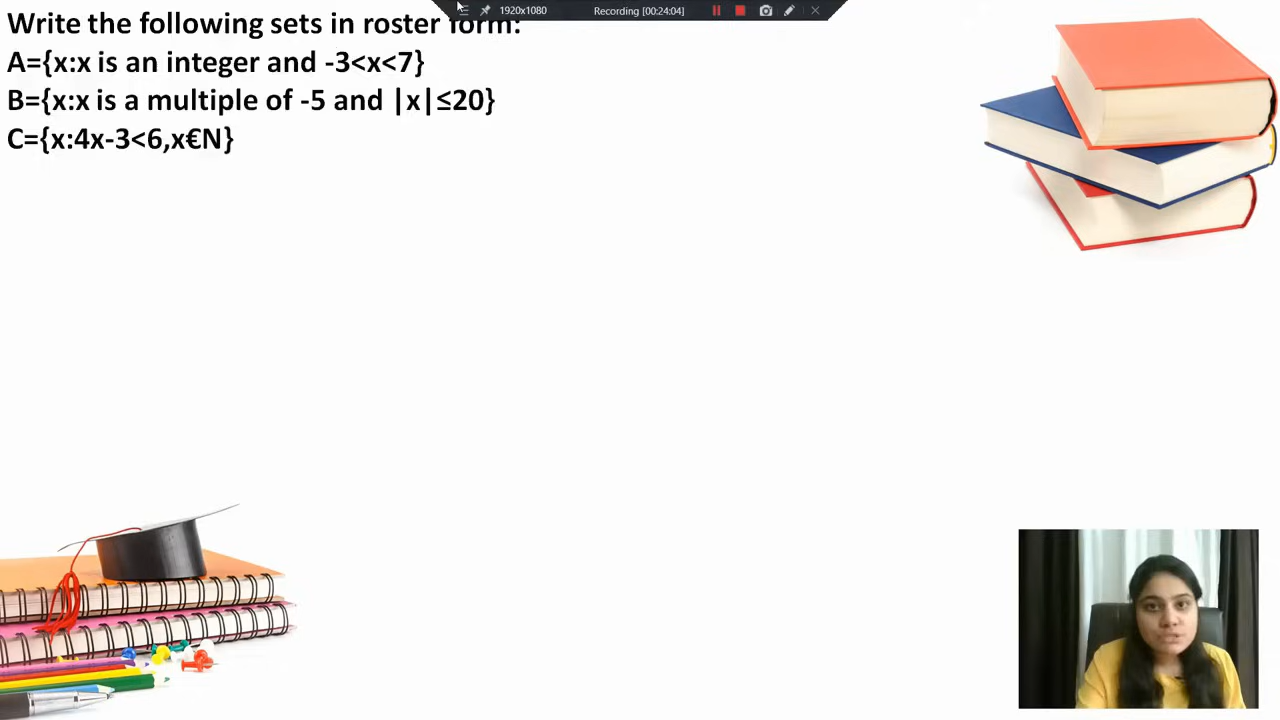 1920x1080
Recording [00:24:04]
Write the following sets in roster form:
A={x:x is an integer and -3<x<7}
B={x:x is a multiple of -5 and |x|≤20}
C={x:4x-3<6,x€N}